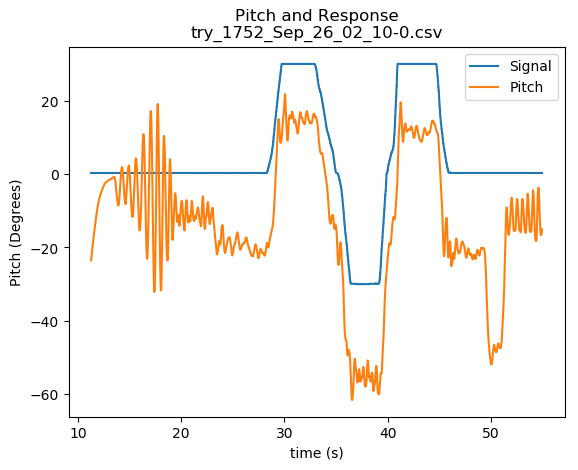 Pitch and Response
try_1752_Sep_26_02_10-0.csv
Signal
Pitch
Pitch (Degrees)
20
0
−20
−40
−60
10
20
30
40
50
time (s)